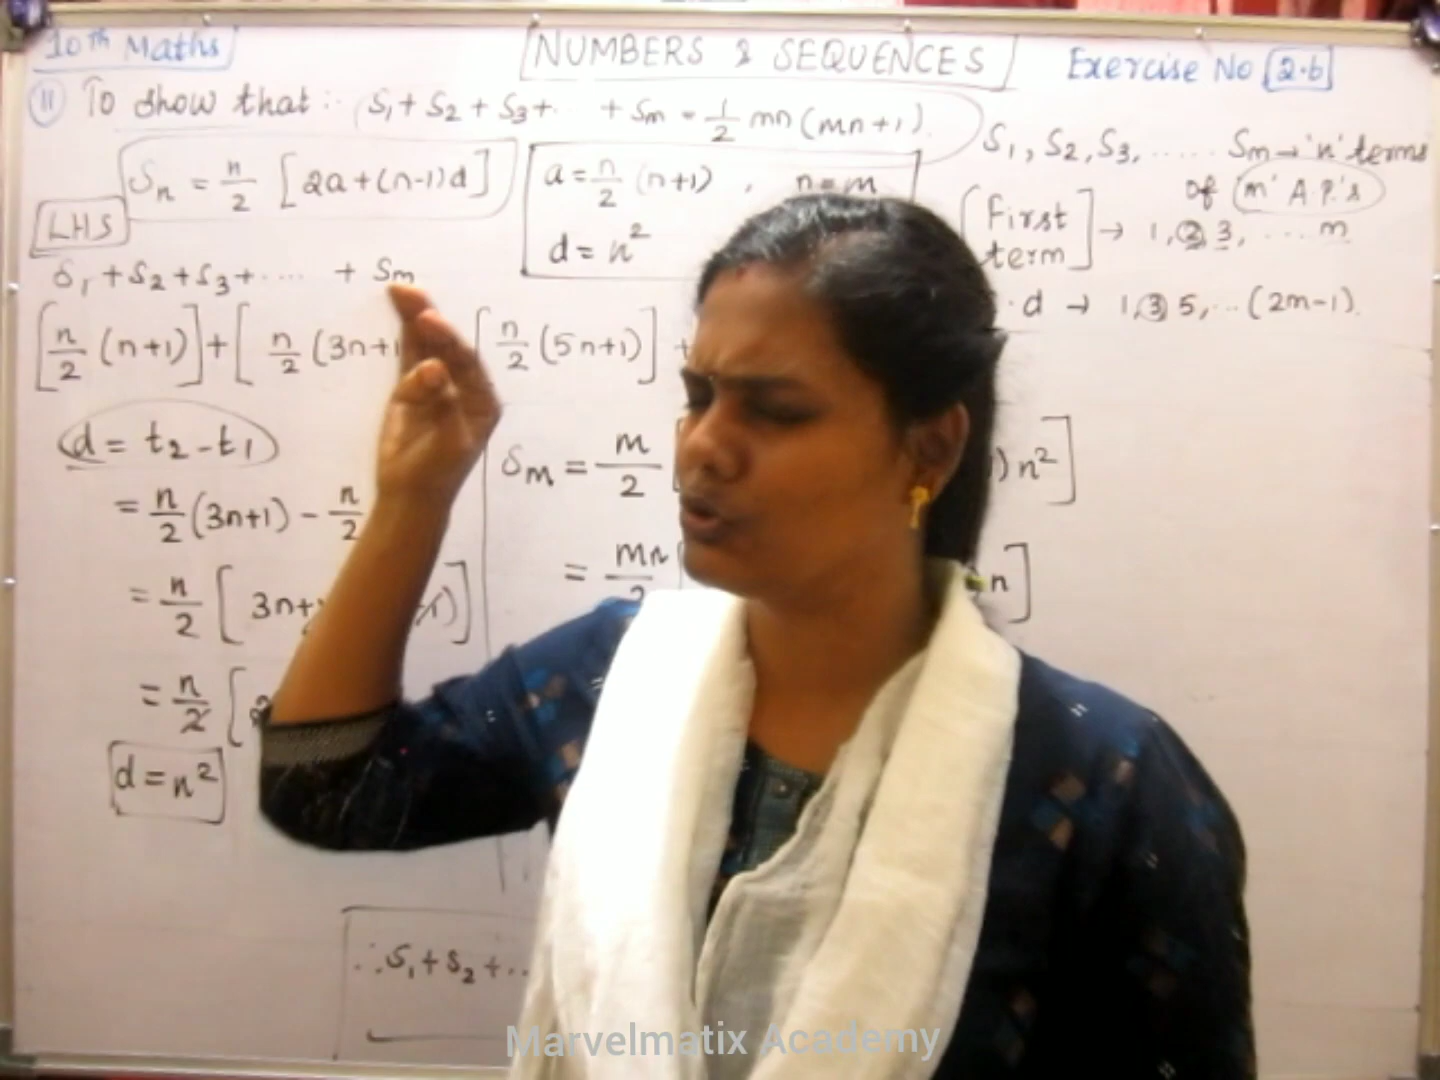 10th Maths
NUMBERS & SEQUENCES
Exercise No 2.6
11 To show that :- S₁ + S₂ + S₃ + .. + Sm = 1/2 mn (mn+1).
Sn = n/2 [2a+(n-1)d]
a = n/2 (n+1) , n=m
d = n²
S₁, S₂, S₃, ...... Sm → 'n' terms
of 'm' A.P.'s
[First term] → 1, 2, 3, ... m
. d → 1, 3, 5, ... (2m-1).
LHS
S₁ + S₂ + S₃ + .... + Sm
[n/2 (n+1)] + [n/2 (3n+1 [n/2 (5n+1)] +
d = t₂ - t₁
= n/2 (3n+1) - n/2
= n/2 [3n+
= n/2 [
d = n²
Sm = m/2 ) n²]
= mn/2 n]
∴ S₁ + S₂ + ..
Marvelmatix Academy